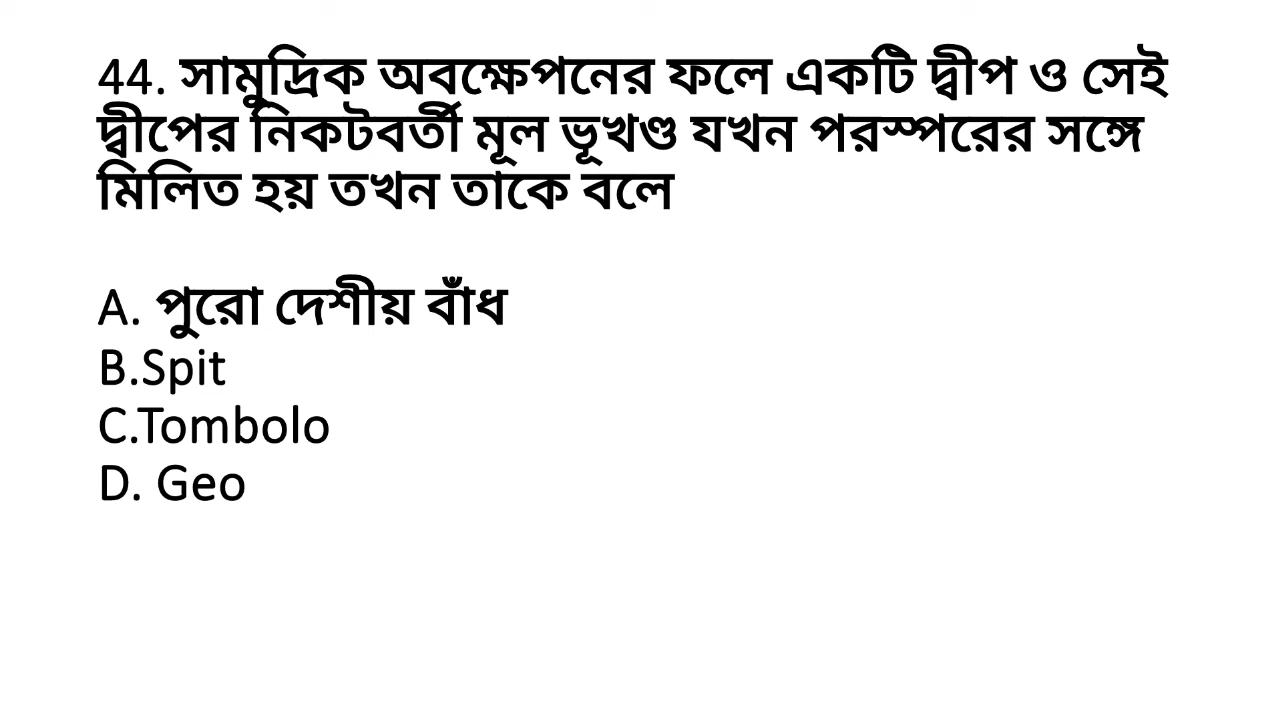 44. সামুদ্রিক অবক্ষেপনের ফলে একটি দ্বীপ ও সেই
দ্বীপের নিকটবর্তী মূল ভূখণ্ড যখন পরস্পরের সঙ্গে
মিলিত হয় তখন তাকে বলে
A. পুরো দেশীয় বাঁধ
B.Spit
C.Tombolo
D. Geo